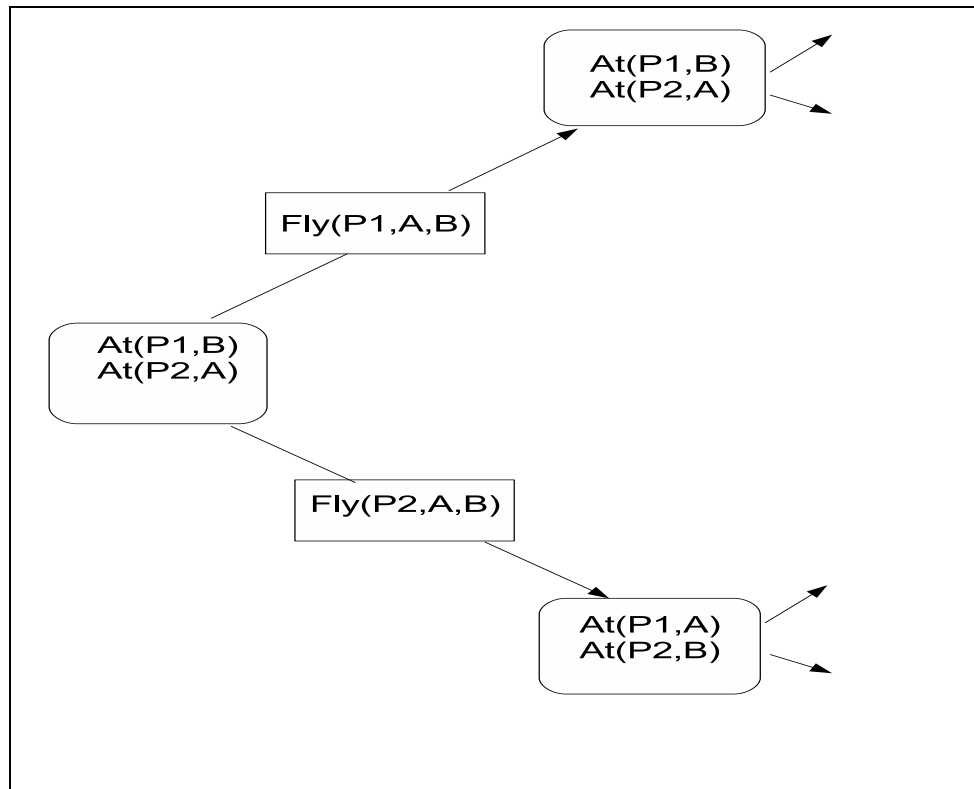 At(P1,B)
At(P2,A)
Fly(P1,A,B)
At(P1,B)
At(P2,A)
Fly(P2,A,B)
At(P1,A)
At(P2,B)